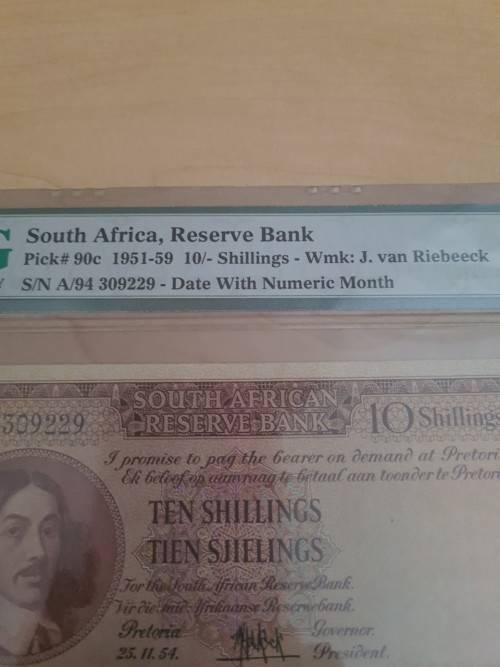 G
South Africa, Reserve Bank
Pick# 90c 1951-59 10/- Shillings - Wmk: J. van Riebeeck
Y S/N A/94 309229 - Date With Numeric Month
309229
SOUTH AFRICAN
RESERVE BANK
10 Shillings
I promise to pay the bearer on demand at Pretori
Ek beloof op aanvraag te betaal aan toonder te Pretori
TEN SHILLINGS
TIEN SJIELINGS
For the South African Reserve Bank.
Vir die Suid-Afrikaanse Reserwebank.
Pretoria Governor.
25.11.54. President.